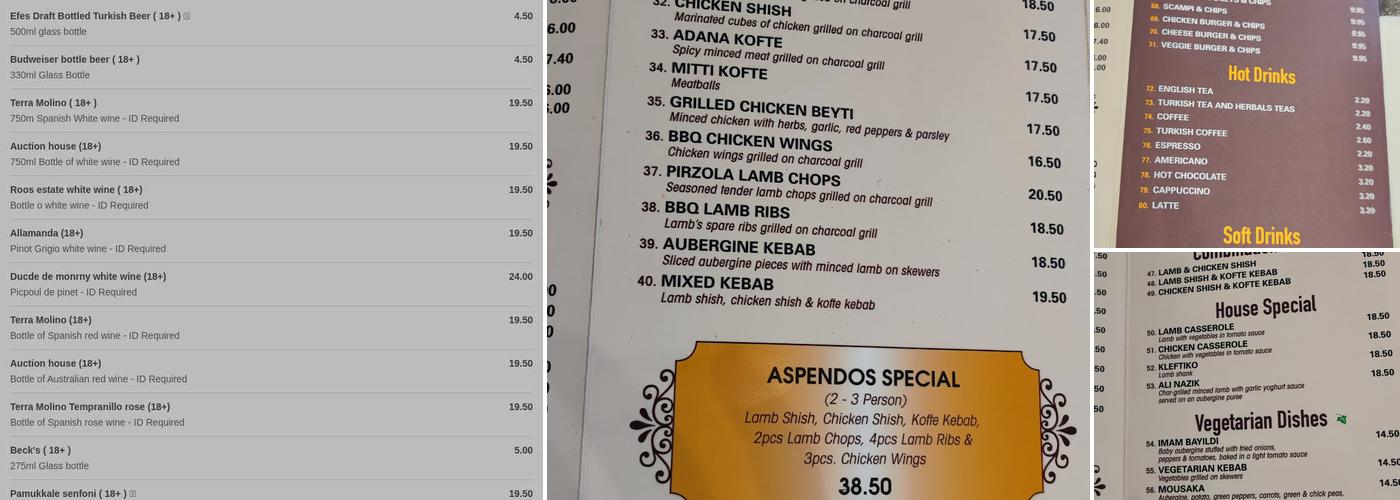 Efes Draft Bottled Turkish Beer ( 18+ ) 4.50
500ml glass bottle
Budweiser bottle beer ( 18+ ) 4.50
330ml Glass Bottle
Terra Molino ( 18+ ) 19.50
750m Spanish White wine - ID Required
Auction house (18+) 19.50
750ml Bottle of white wine - ID Required
Roos estate white wine ( 18+) 19.50
Bottle o white wine - ID Required
Allamanda (18+) 19.50
Pinot Grigio white wine - ID Required
Ducde de monrny white wine (18+) 24.00
Picpoul de pinet - ID Required
Terra Molino (18+) 19.50
Bottle of Spanish red wine - ID Required
Auction house (18+) 19.50
Bottle of Australian red wine - ID Required
Terra Molino Tempranillo rose (18+) 19.50
Bottle of Spanish rose wine - ID Required
Beck's ( 18+ ) 5.00
275ml Glass bottle
Pamukkale senfoni ( 18+ ) 19.50
6.00
7.40
on charcoal grill 18.50
32. CHICKEN SHISH
Marinated cubes of chicken grilled on charcoal grill 17.50
33. ADANA KOFTE
Spicy minced meat grilled on charcoal grill 17.50
34. MITTI KOFTE
Meatballs 17.50
35. GRILLED CHICKEN BEYTI
Minced chicken with herbs, garlic, red peppers & parsley 17.50
36. BBQ CHICKEN WINGS
Chicken wings grilled on charcoal grill 16.50
37. PIRZOLA LAMB CHOPS
Seasoned tender lamb chops grilled on charcoal grill 20.50
38. BBQ LAMB RIBS
Lamb's spare ribs grilled on charcoal grill 18.50
39. AUBERGINE KEBAB
Sliced aubergine pieces with minced lamb on skewers 18.50
40. MIXED KEBAB
Lamb shish, chicken shish & kofte kebab 19.50
ASPENDOS SPECIAL
(2 - 3 Person)
Lamb Shish, Chicken Shish, Kofte Kebab,
2pcs Lamb Chops, 4pcs Lamb Ribs &
3pcs. Chicken Wings
38.50
& CHIPS
68. SCAMPI & CHIPS 9.95
69. CHICKEN BURGER & CHIPS 9.95
70. CHEESE BURGER & CHIPS 9.95
71. VEGGIE BURGER & CHIPS 9.95
Hot Drinks
72. ENGLISH TEA 2.20
73. TURKISH TEA AND HERBALS TEAS 2.20
74. COFFEE 2.40
75. TURKISH COFFEE 2.60
76. ESPRESSO 2.20
77. AMERICANO 3.20
78. HOT CHOCOLATE 3.20
79. CAPPUCCINO 3.20
80. LATTE 3.20
Soft Drinks
47. LAMB & CHICKEN SHISH 18.50
48. LAMB SHISH & KOFTE KEBAB 18.50
49. CHICKEN SHISH & KOFTE KEBAB
House Special
50. LAMB CASSEROLE 18.50
Lamb with vegetables in tomato sauce
51. CHICKEN CASSEROLE 18.50
Chicken with vegetables in tomato sauce
52. KLEFTIKO 18.50
Lamb shank
53. ALI NAZIK 18.50
Char-grilled minced lamb with garlic yoghurt sauce
served on an aubergine puree
Vegetarian Dishes
54. IMAM BAYILDI 14.50
Baby aubergine stuffed with fried onions,
peppers & tomatoes, baked in a light tomato sauce
55. VEGETARIAN KEBAB 14.50
Vegetables grilled on skewers
56. MOUSAKA
Aubergine, potato, green peppers, carrots, green & chick peas,